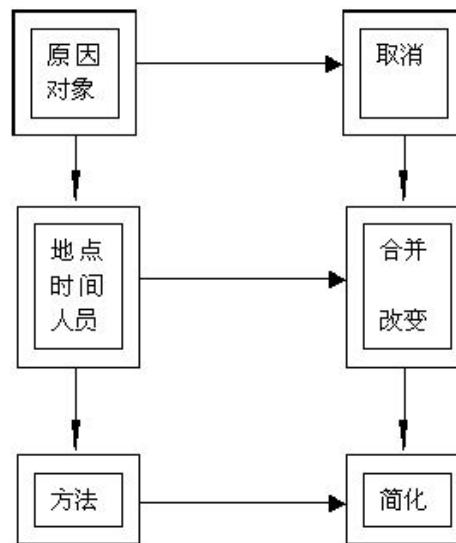 原因
对象
取消
地点
时间
人员
合并
改变
方法
简化